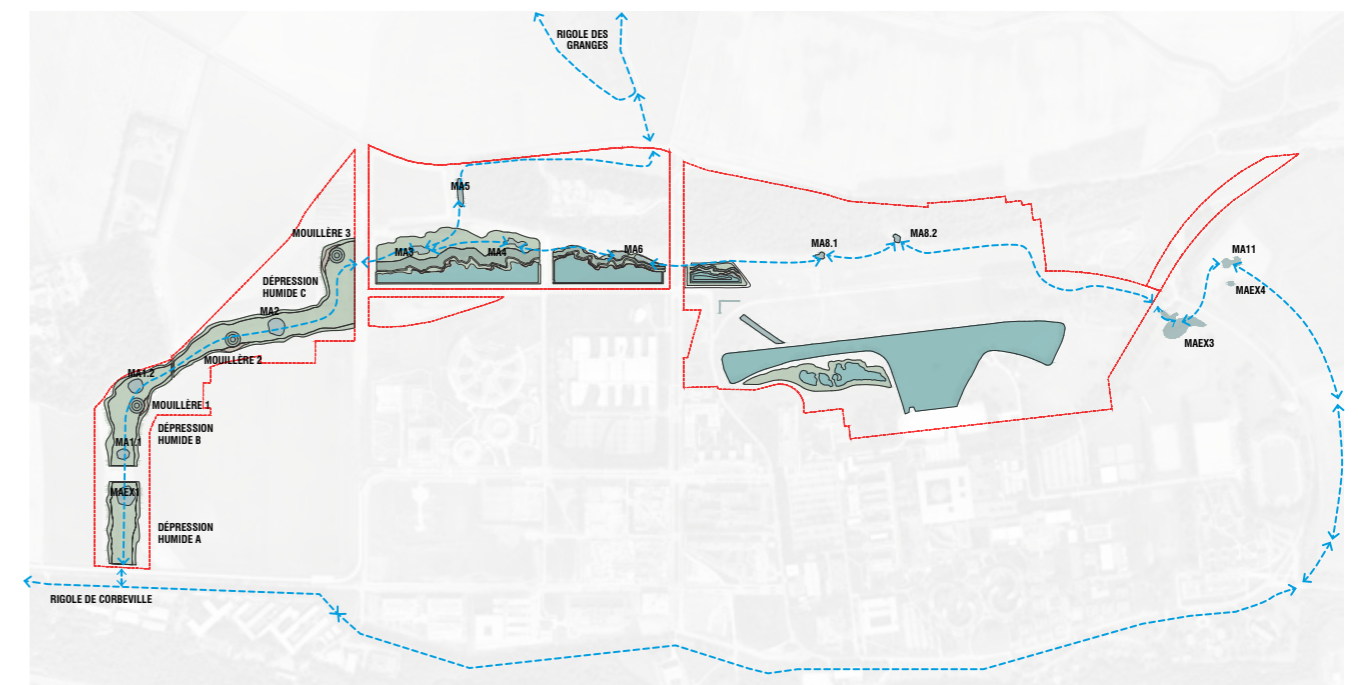 RIGOLE DES
GRANGES
MA5
MOUILLÈRE 3
MA3
MA4
MA6
MA8.1
MA8.2
MA11
MAEX4
MAEX3
DÉPRESSION
HUMIDE C
MA2
MOUILLÈRE 2
MA1.2
MOUILLÈRE 1
DÉPRESSION
HUMIDE B
MA1.1
MAEX1
DÉPRESSION
HUMIDE A
RIGOLE DE CORBEVILLE